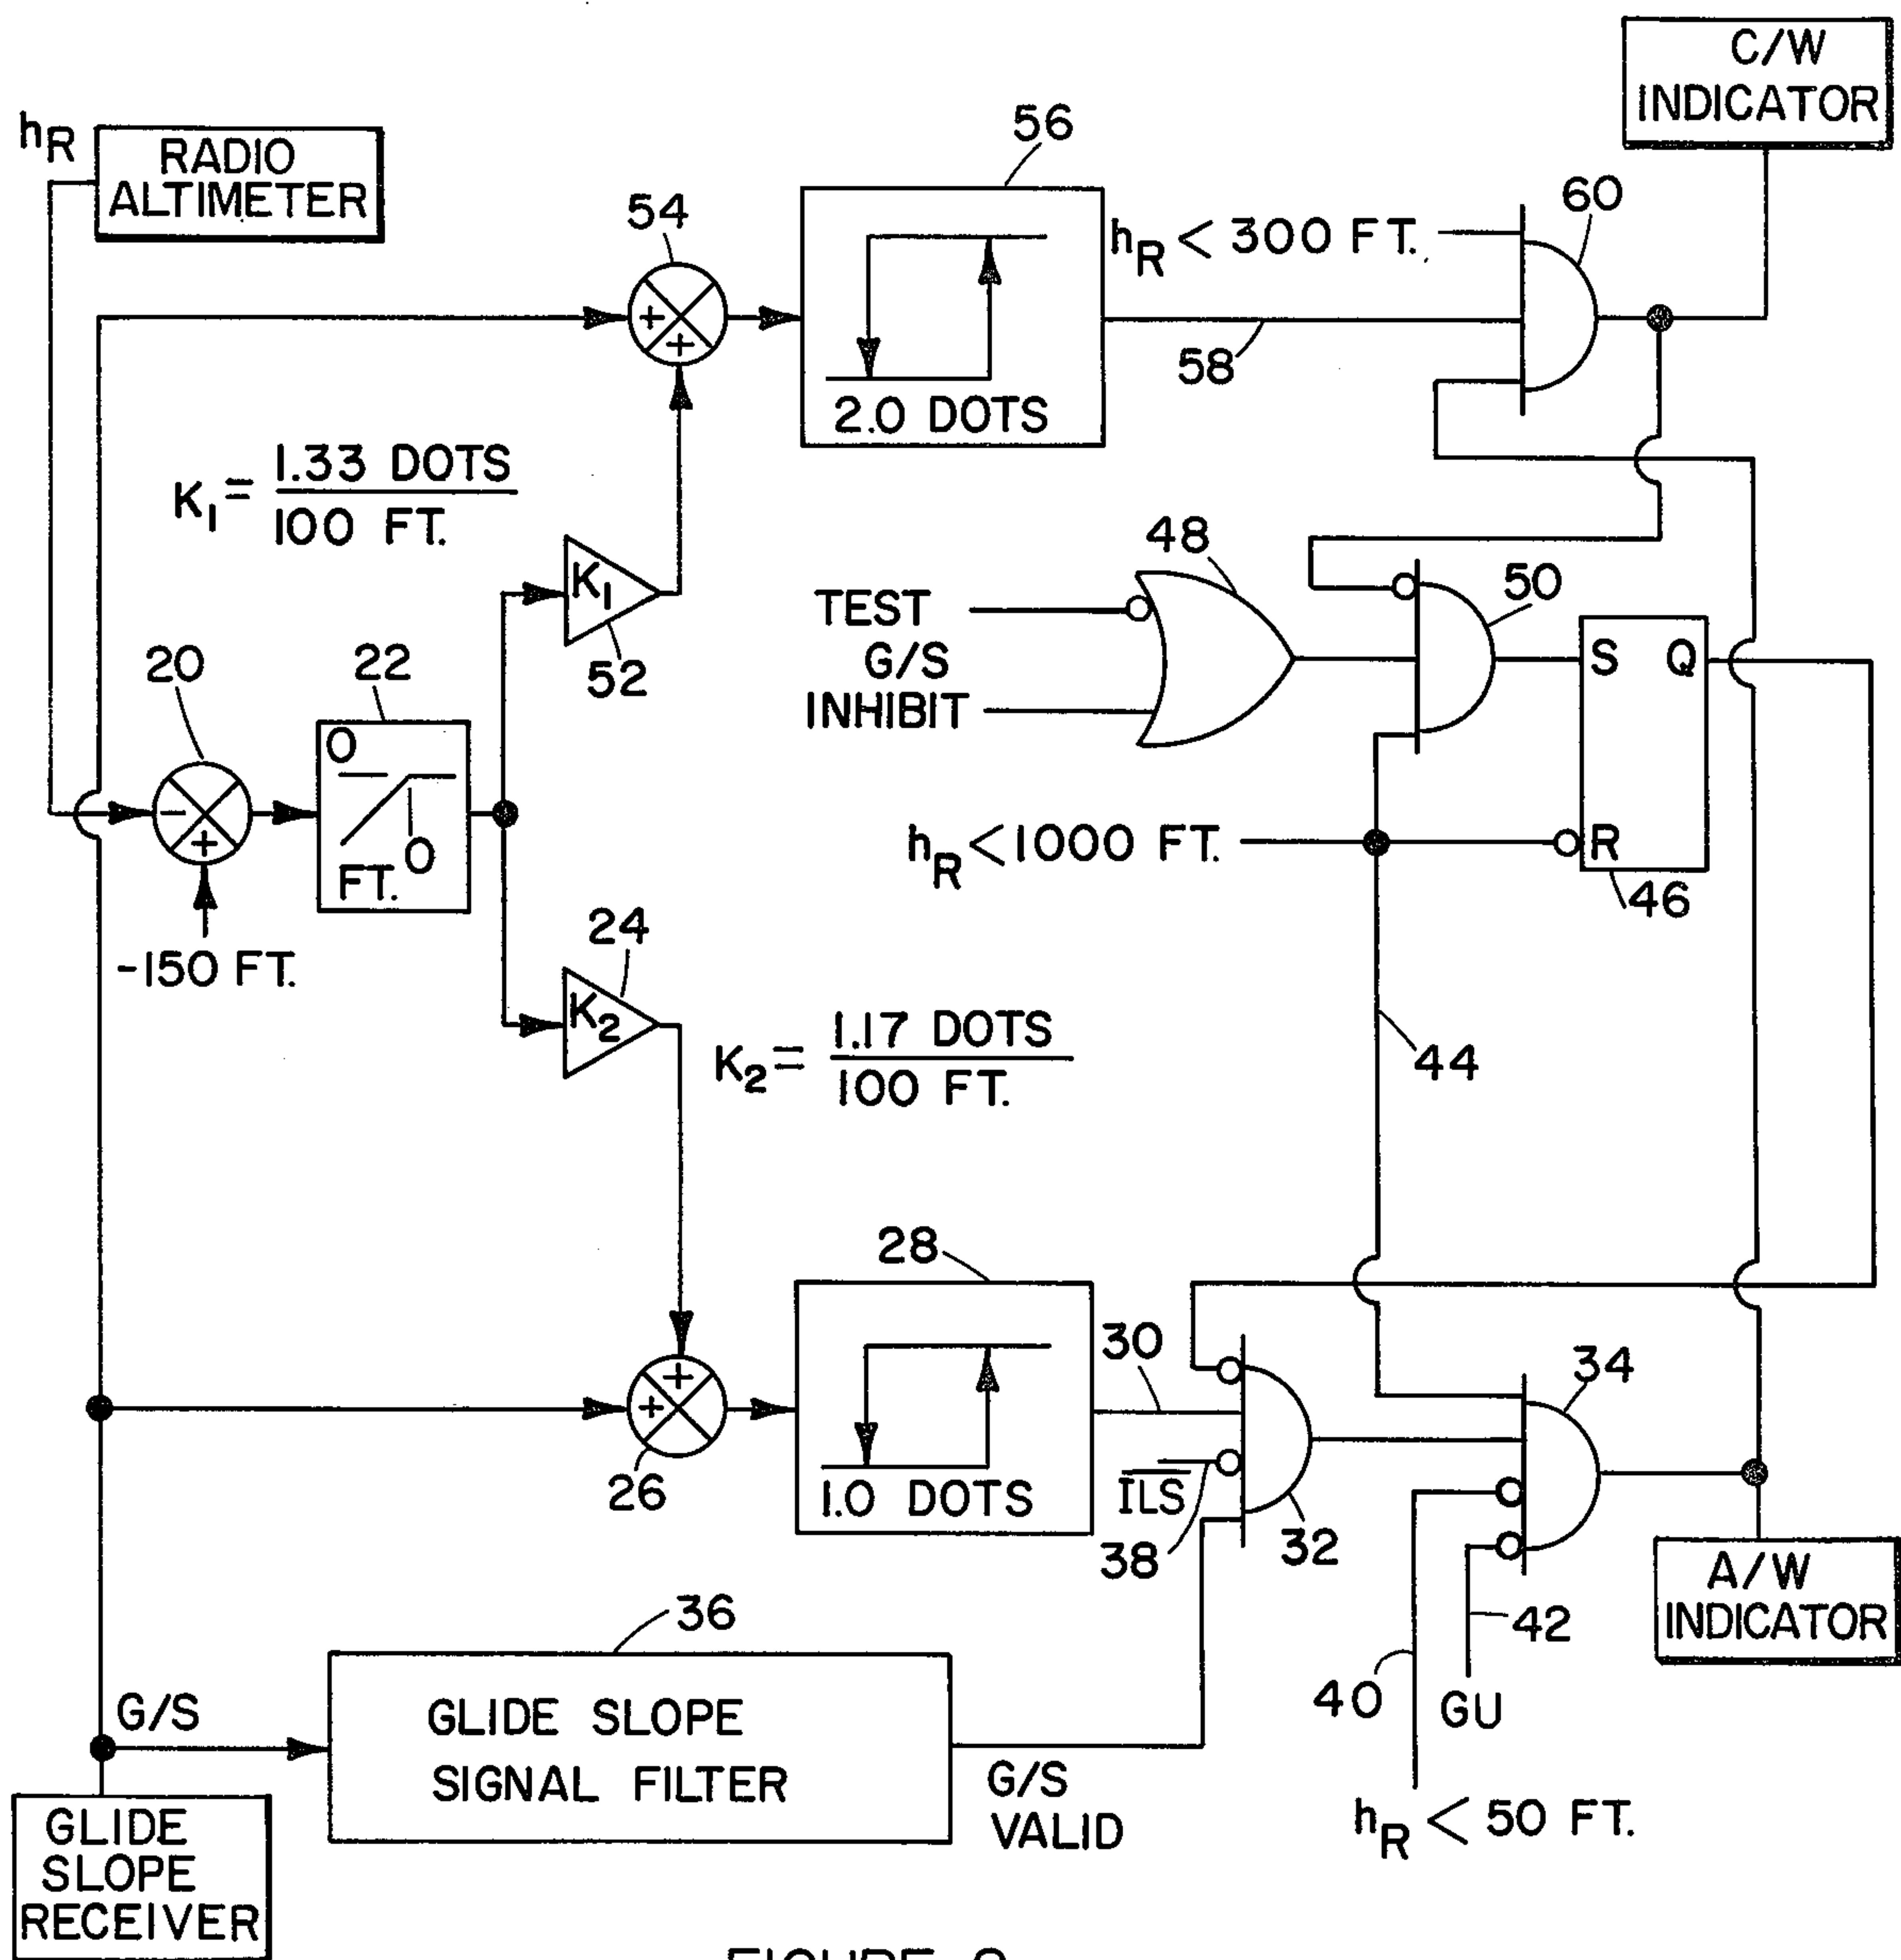 C/W
INDICATOR
hR
RADIO
ALTIMETER
56
54
60
hR < 300 FT.
58
2.0 DOTS
K1 = 1.33 DOTS
100 FT.
48
K1
52
TEST
G/S
INHIBIT
50
S Q
20
22
O
O
FT.
-150 FT.
hR < 1000 FT.
R
46
24
K2
K2 = 1.17 DOTS
100 FT.
44
28
30
34
1.0 DOTS
26
ILS
38
32
A/W
INDICATOR
36
42
40
GU
G/S
GLIDE SLOPE
SIGNAL FILTER
G/S
VALID
hR < 50 FT.
GLIDE
SLOPE
RECEIVER